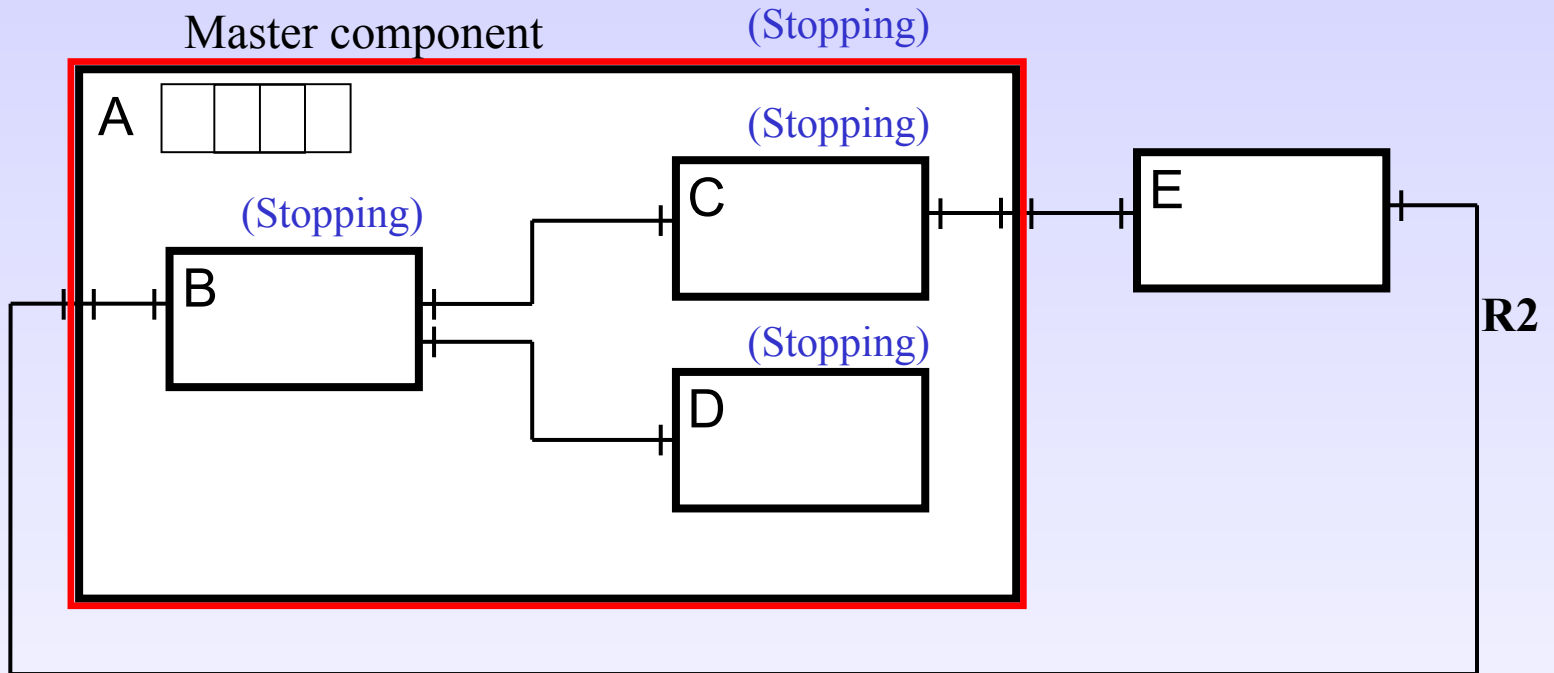 Master component
(Stopping)
A
(Stopping)
C
E
(Stopping)
B
R2
(Stopping)
D